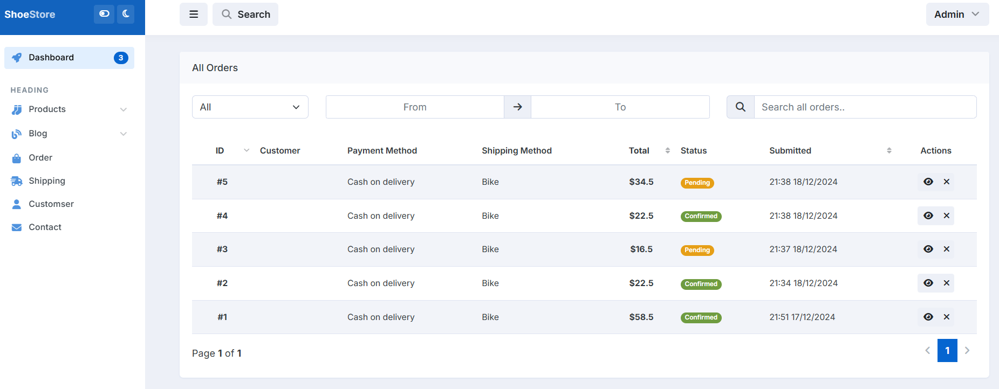 ShoeStore
Search
Admin
Dashboard 3
HEADING
Products
Blog
Order
Shipping
Customser
Contact
All Orders
All From To Search all orders..
ID Customer Payment Method Shipping Method Total Status Submitted Actions
#5 Cash on delivery Bike $34.5 Pending 21:38 18/12/2024
#4 Cash on delivery Bike $22.5 Confirmed 21:38 18/12/2024
#3 Cash on delivery Bike $16.5 Pending 21:37 18/12/2024
#2 Cash on delivery Bike $22.5 Confirmed 21:34 18/12/2024
#1 Cash on delivery Bike $58.5 Confirmed 21:51 17/12/2024
Page 1 of 1
1